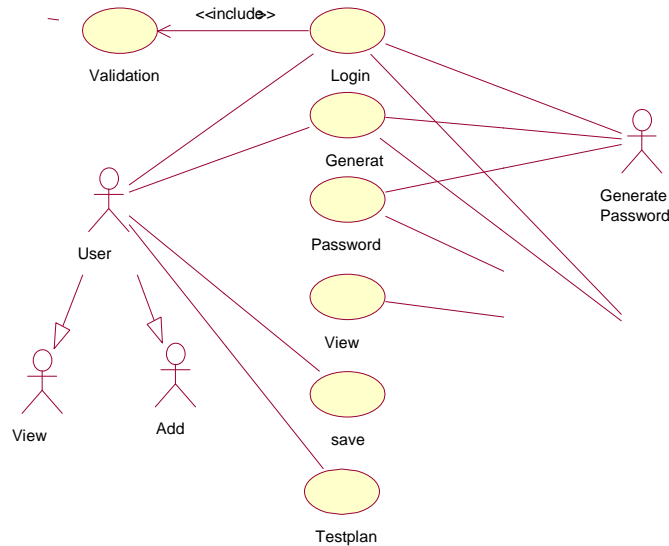 <<include>>
Validation
Login
Generat
Generate
Password
Password
User
View
View
Add
save
Testplan